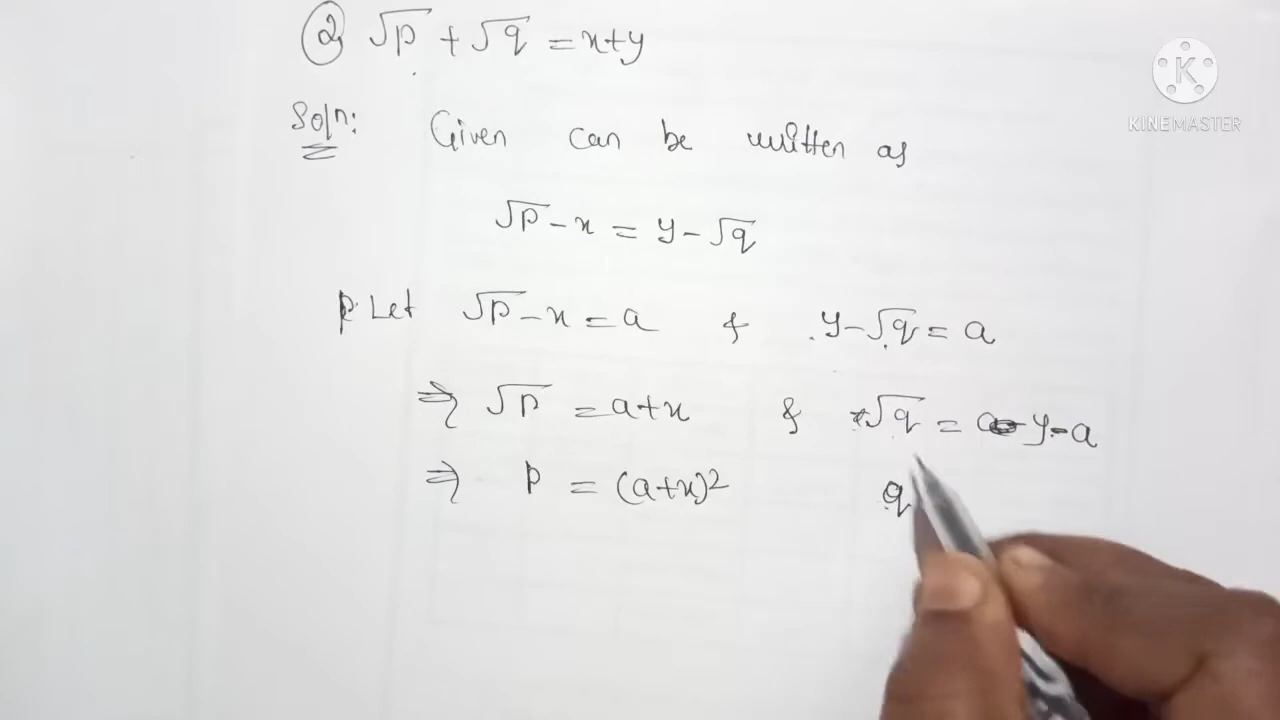 ② √p + √q = x+y
KINEMASTER
Soln: Given can be written as
√p - x = y - √q
Let √p - x = a & y - √q = a
⇒ √p = a+x & √q = y-a
⇒ p = (a+x)² q